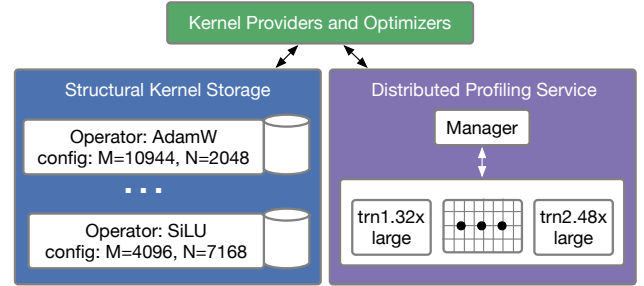 Kernel Providers and Optimizers
Structural Kernel Storage
Operator: AdamW
config: M=10944, N=2048
...
Operator: SiLU
config: M=4096, N=7168
Distributed Profiling Service
Manager
trn1.32x
large
trn2.48x
large